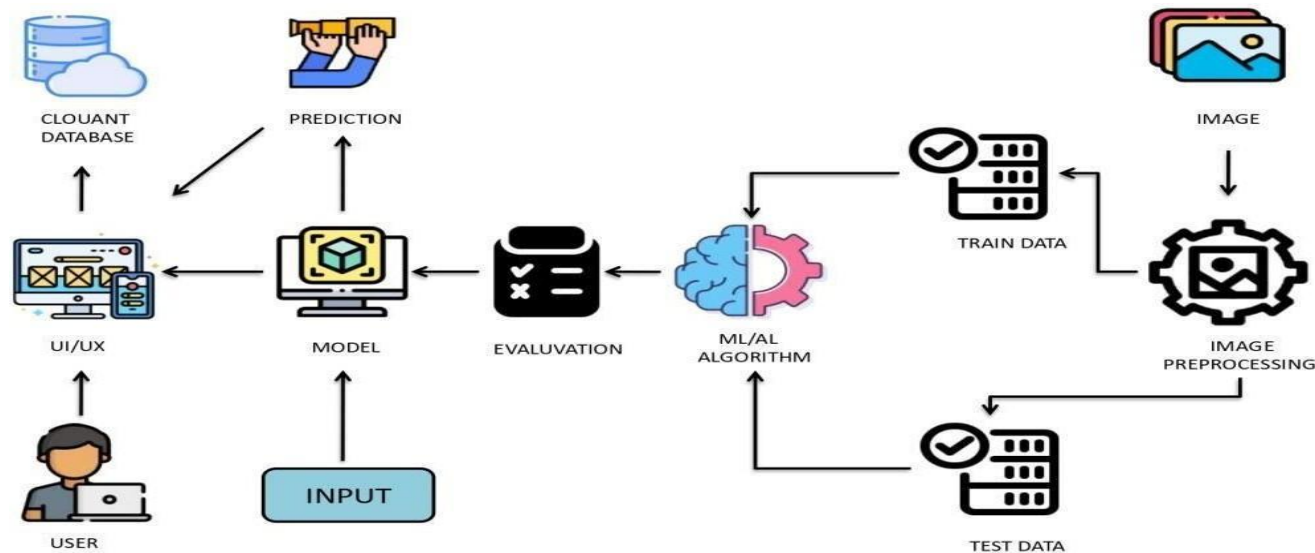 CLOUANT
DATABASE
PREDICTION
IMAGE
TRAIN DATA
UI/UX
MODEL
EVALUVATION
ML/AL
ALGORITHM
IMAGE
PREPROCESSING
INPUT
USER
TEST DATA